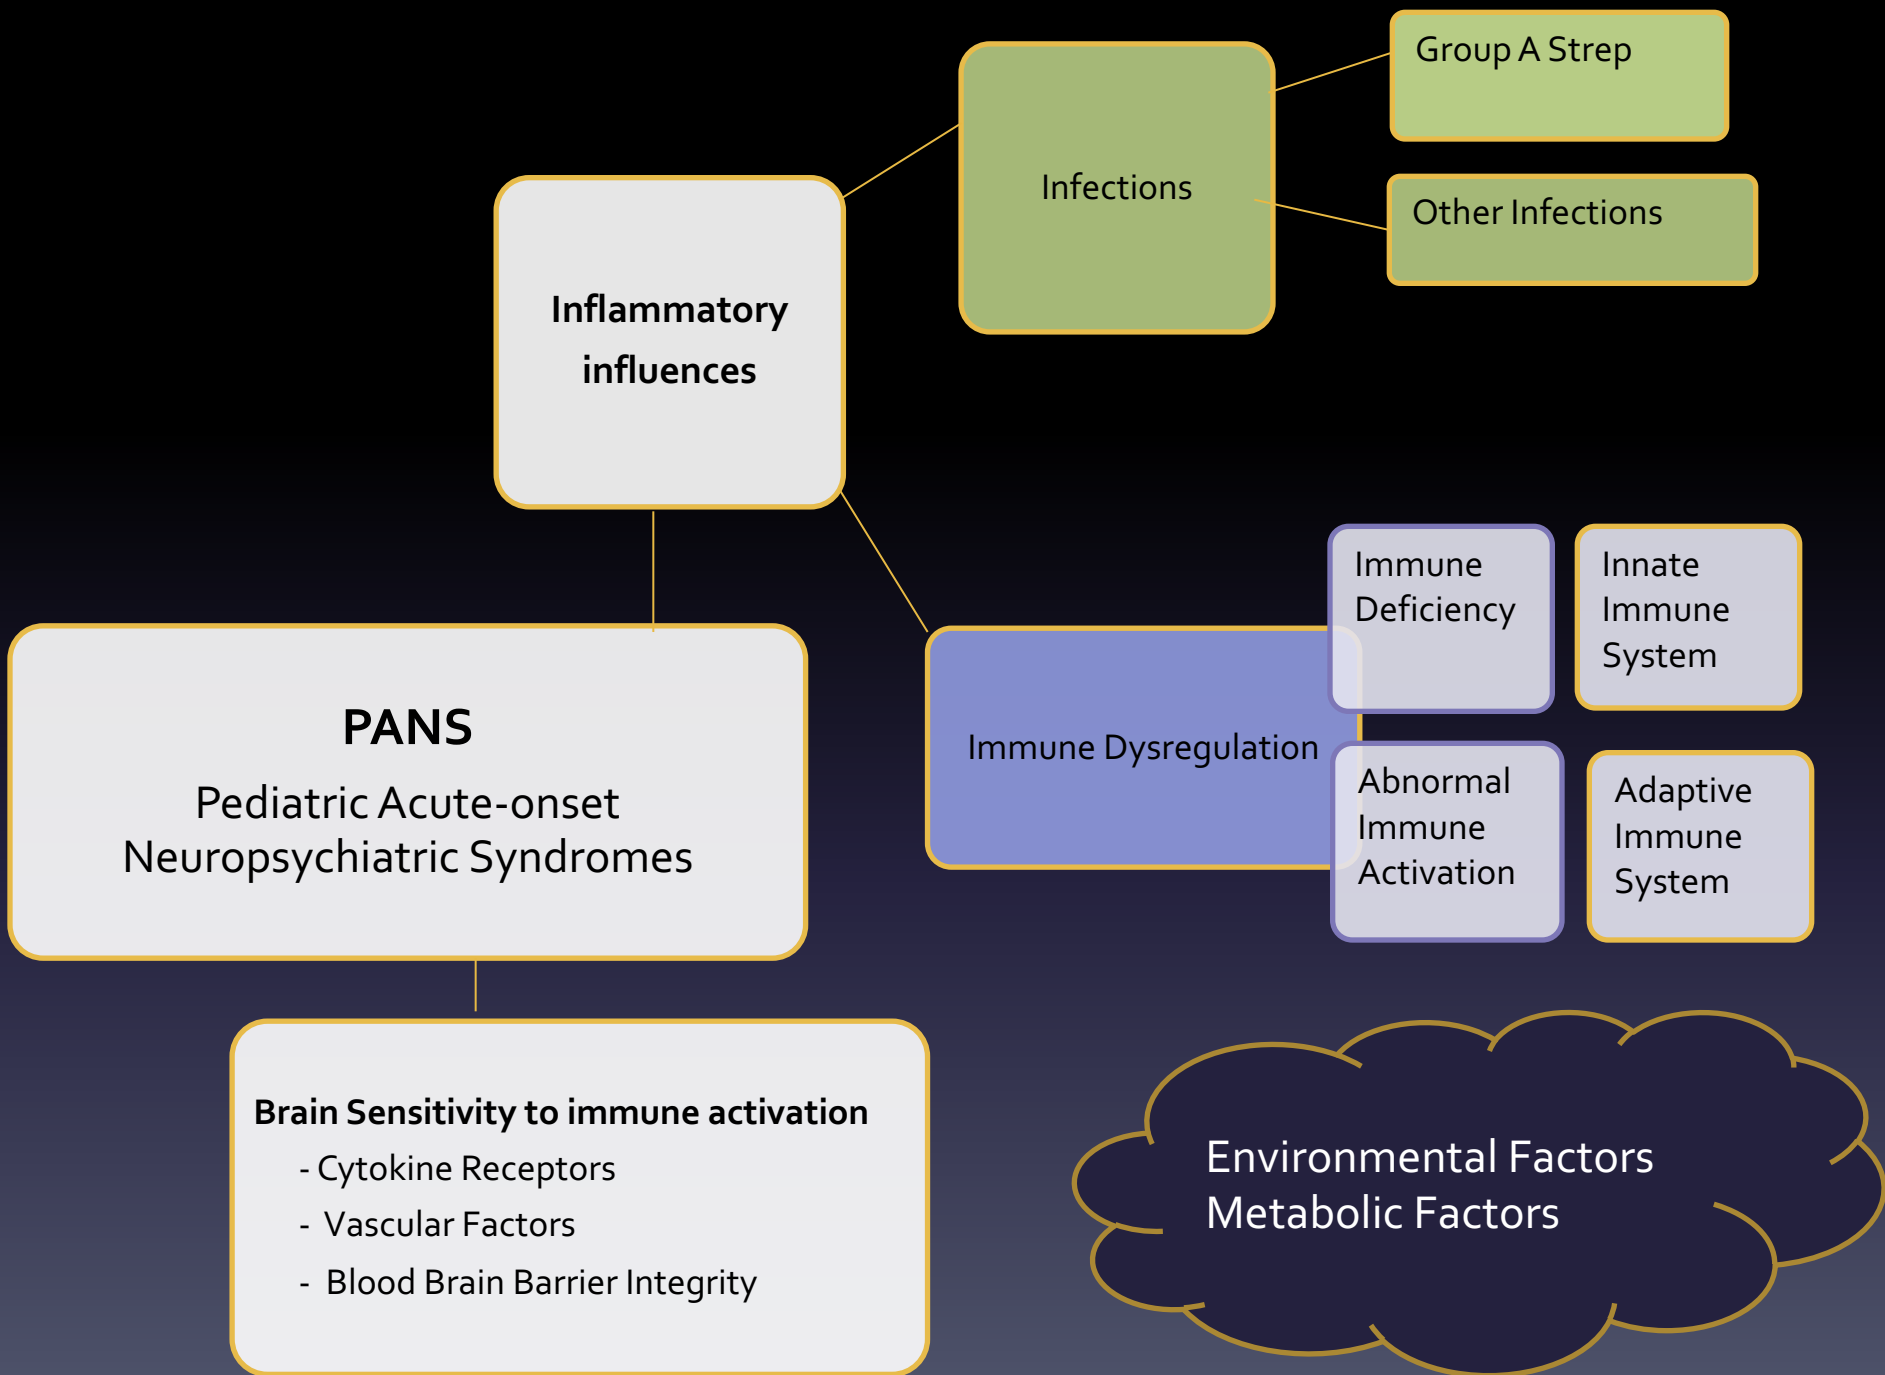 Group A Strep
Infections
Other Infections
Inflammatory
influences
Immune
Deficiency
Innate
Immune
System
Immune Dysregulation
Abnormal
Immune
Activation
Adaptive
Immune
System
PANS
Pediatric Acute-onset
Neuropsychiatric Syndromes
Brain Sensitivity to immune activation
- Cytokine Receptors
- Vascular Factors
- Blood Brain Barrier Integrity
Environmental Factors
Metabolic Factors